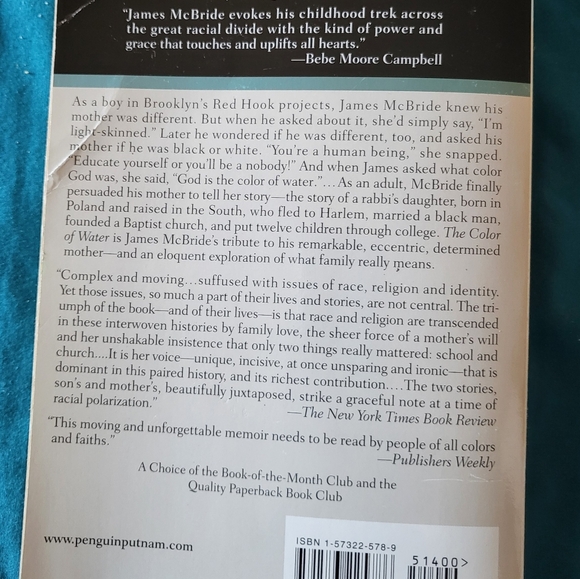 “James McBride evokes his childhood trek across
the great racial divide with the kind of power and
grace that touches and uplifts all hearts.”
—Bebe Moore Campbell
As a boy in Brooklyn’s Red Hook projects, James McBride knew his
mother was different. But when he asked about it, she’d simply say, “I’m
light-skinned.” Later he wondered if he was different, too, and asked his
mother if he was black or white. “You’re a human being,” she snapped.
“Educate yourself or you’ll be a nobody!” And when James asked what color
God was, she said, “God is the color of water.”... As an adult, McBride finally
persuaded his mother to tell her story—the story of a rabbi’s daughter, born in
Poland and raised in the South, who fled to Harlem, married a black man,
founded a Baptist church, and put twelve children through college. The Color
of Water is James McBride’s tribute to his remarkable, eccentric, determined
mother—and an eloquent exploration of what family really means.
“Complex and moving...suffused with issues of race, religion and identity.
Yet those issues, so much a part of their lives and stories, are not central. The tri-
umph of the book—and of their lives—is that race and religion are transcended
in these interwoven histories by family love, the sheer force of a mother’s will
and her unshakable insistence that only two things really mattered: school and
church....It is her voice—unique, incisive, at once unsparing and ironic—that is
dominant in this paired history, and its richest contribution....The two stories,
son’s and mother’s, beautifully juxtaposed, strike a graceful note at a time of
racial polarization.”
—The New York Times Book Review
“This moving and unforgettable memoir needs to be read by people of all colors
and faiths.”
—Publishers Weekly
A Choice of the Book-of-the-Month Club and the
Quality Paperback Book Club
www.penguinputnam.com
ISBN 1-57322-578-9
51400>